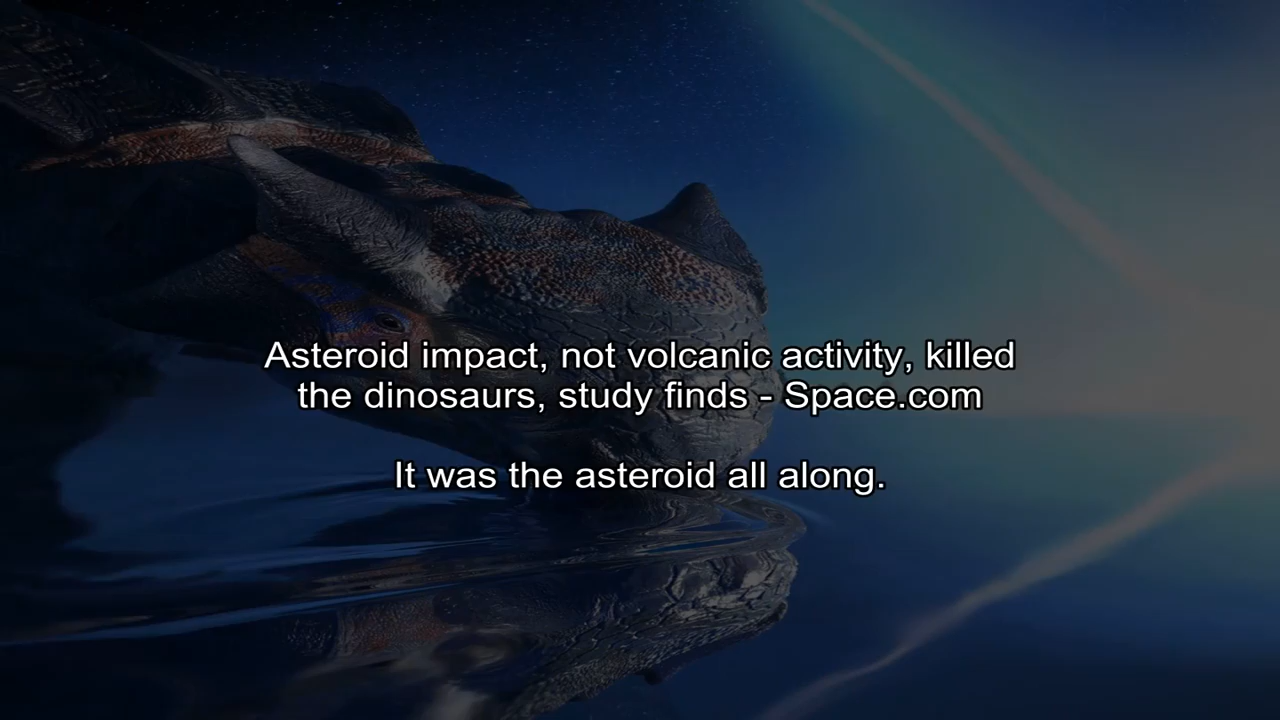 Asteroid impact, not volcanic activity, killed
the dinosaurs, study finds - Space.com
It was the asteroid all along.